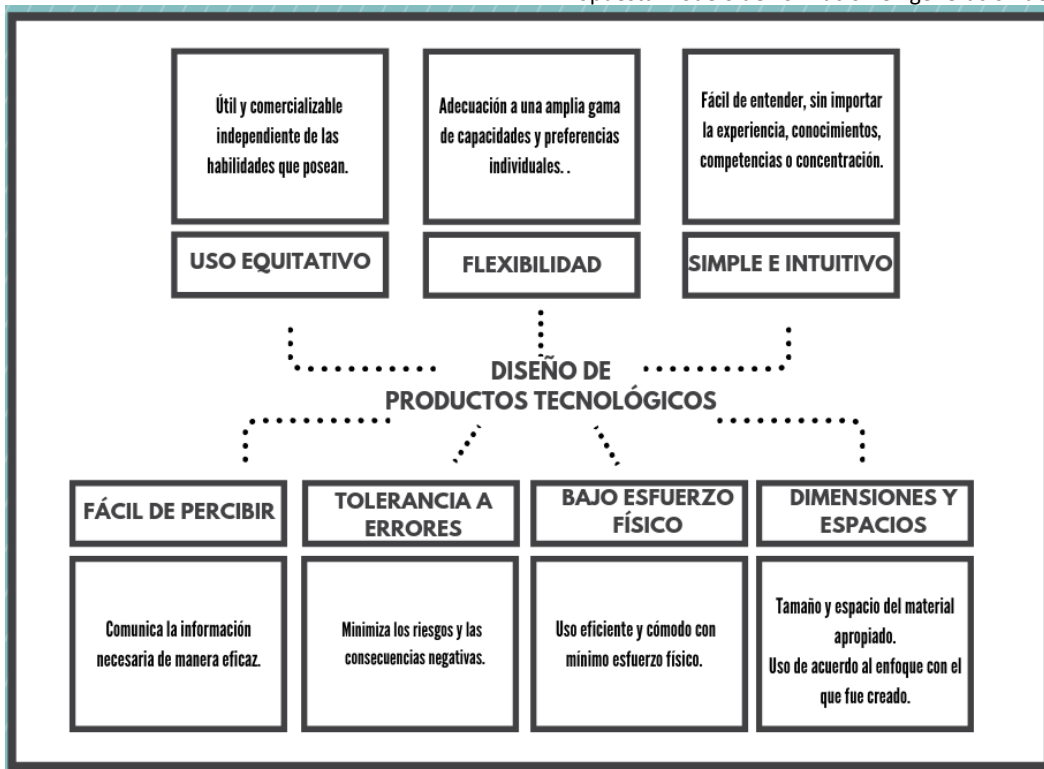 Útil y comercializable
independiente de las
habilidades que posean.
Adecuación a una amplia gama
de capacidades y preferencias
individuales. .
Fácil de entender, sin importar
la experiencia, conocimientos,
competencias o concentración.
USO EQUITATIVO
FLEXIBILIDAD
SIMPLE E INTUITIVO
DISEÑO DE
PRODUCTOS TECNOLÓGICOS
FÁCIL DE PERCIBIR
TOLERANCIA A
ERRORES
BAJO ESFUERZO
FÍSICO
DIMENSIONES Y
ESPACIOS
Comunica la información
necesaria de manera eficaz.
Minimiza los riesgos y las
consecuencias negativas.
Uso eficiente y cómodo con
mínimo esfuerzo físico.
Tamaño y espacio del material
apropiado.
Uso de acuerdo al enfoque con el
que fue creado.